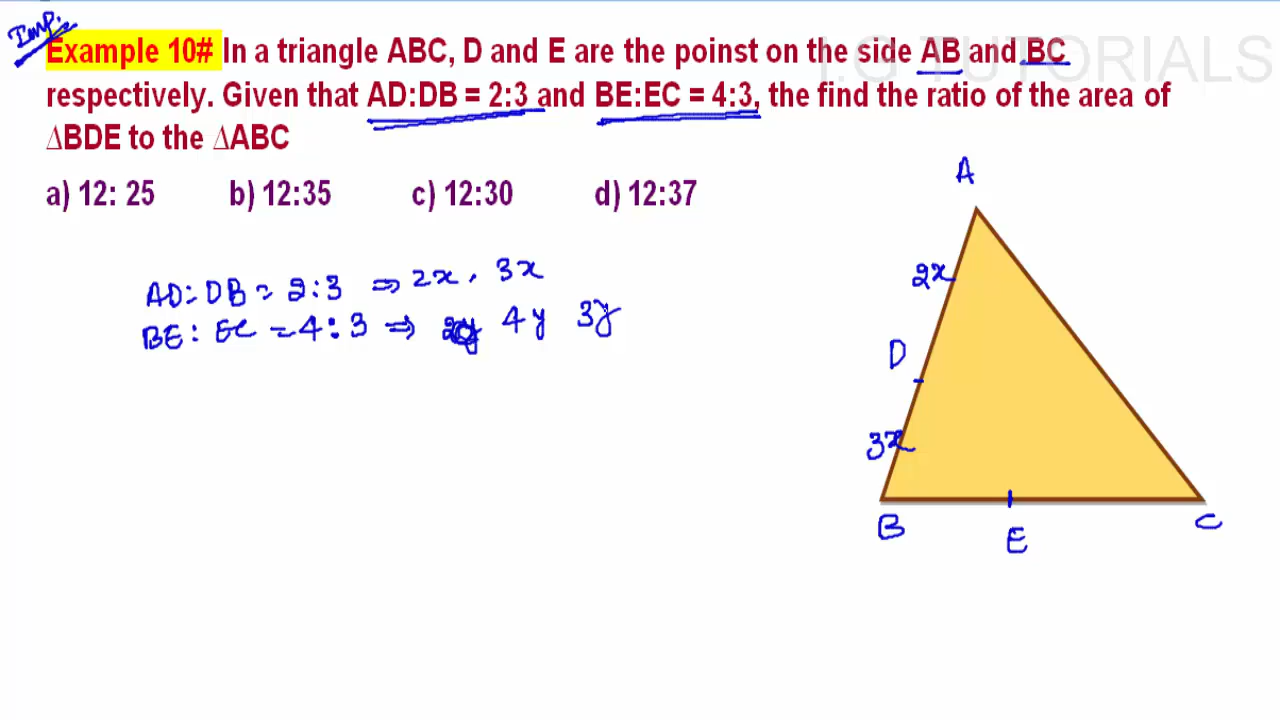 Imp.
Example 10# In a triangle ABC, D and E are the poinst on the side AB and BC
I.G TUTORIALS
respectively. Given that AD:DB = 2:3 and BE:EC = 4:3, the find the ratio of the area of
∆BDE to the ∆ABC
a) 12: 25 b) 12:35 c) 12:30 d) 12:37
A
AD:DB = 2:3 ⇒ 2x, 3x
2x
BE: EC = 4:3 ⇒ 4y 3y
D
3x
B
E
C